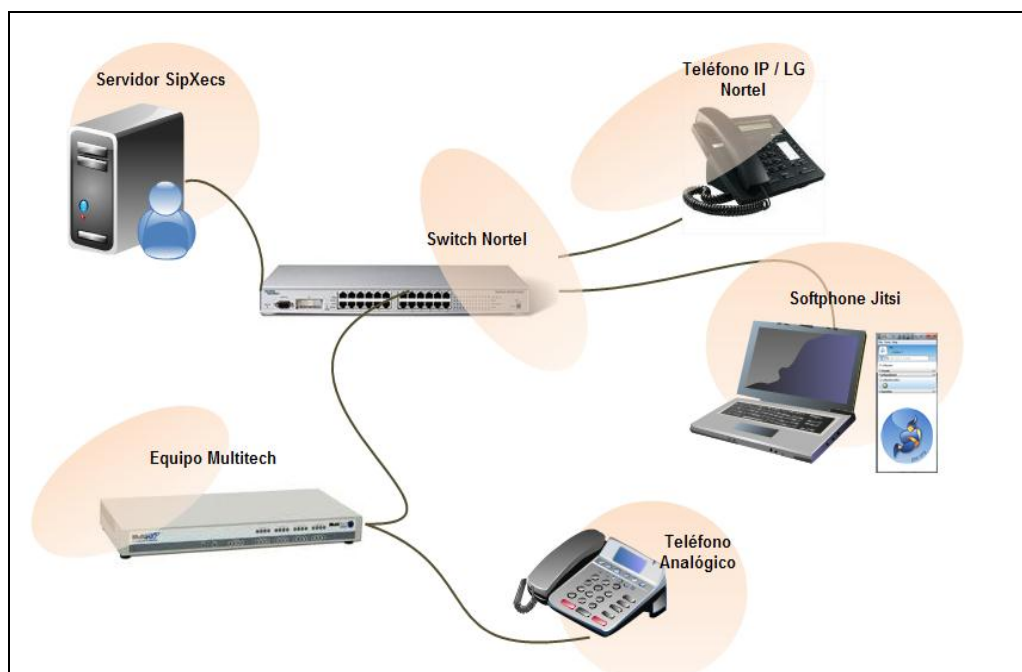 Servidor SipXecs
Teléfono IP / LG
Nortel
Switch Nortel
Softphone Jitsi
Equipo Multitech
Teléfono
Analógico